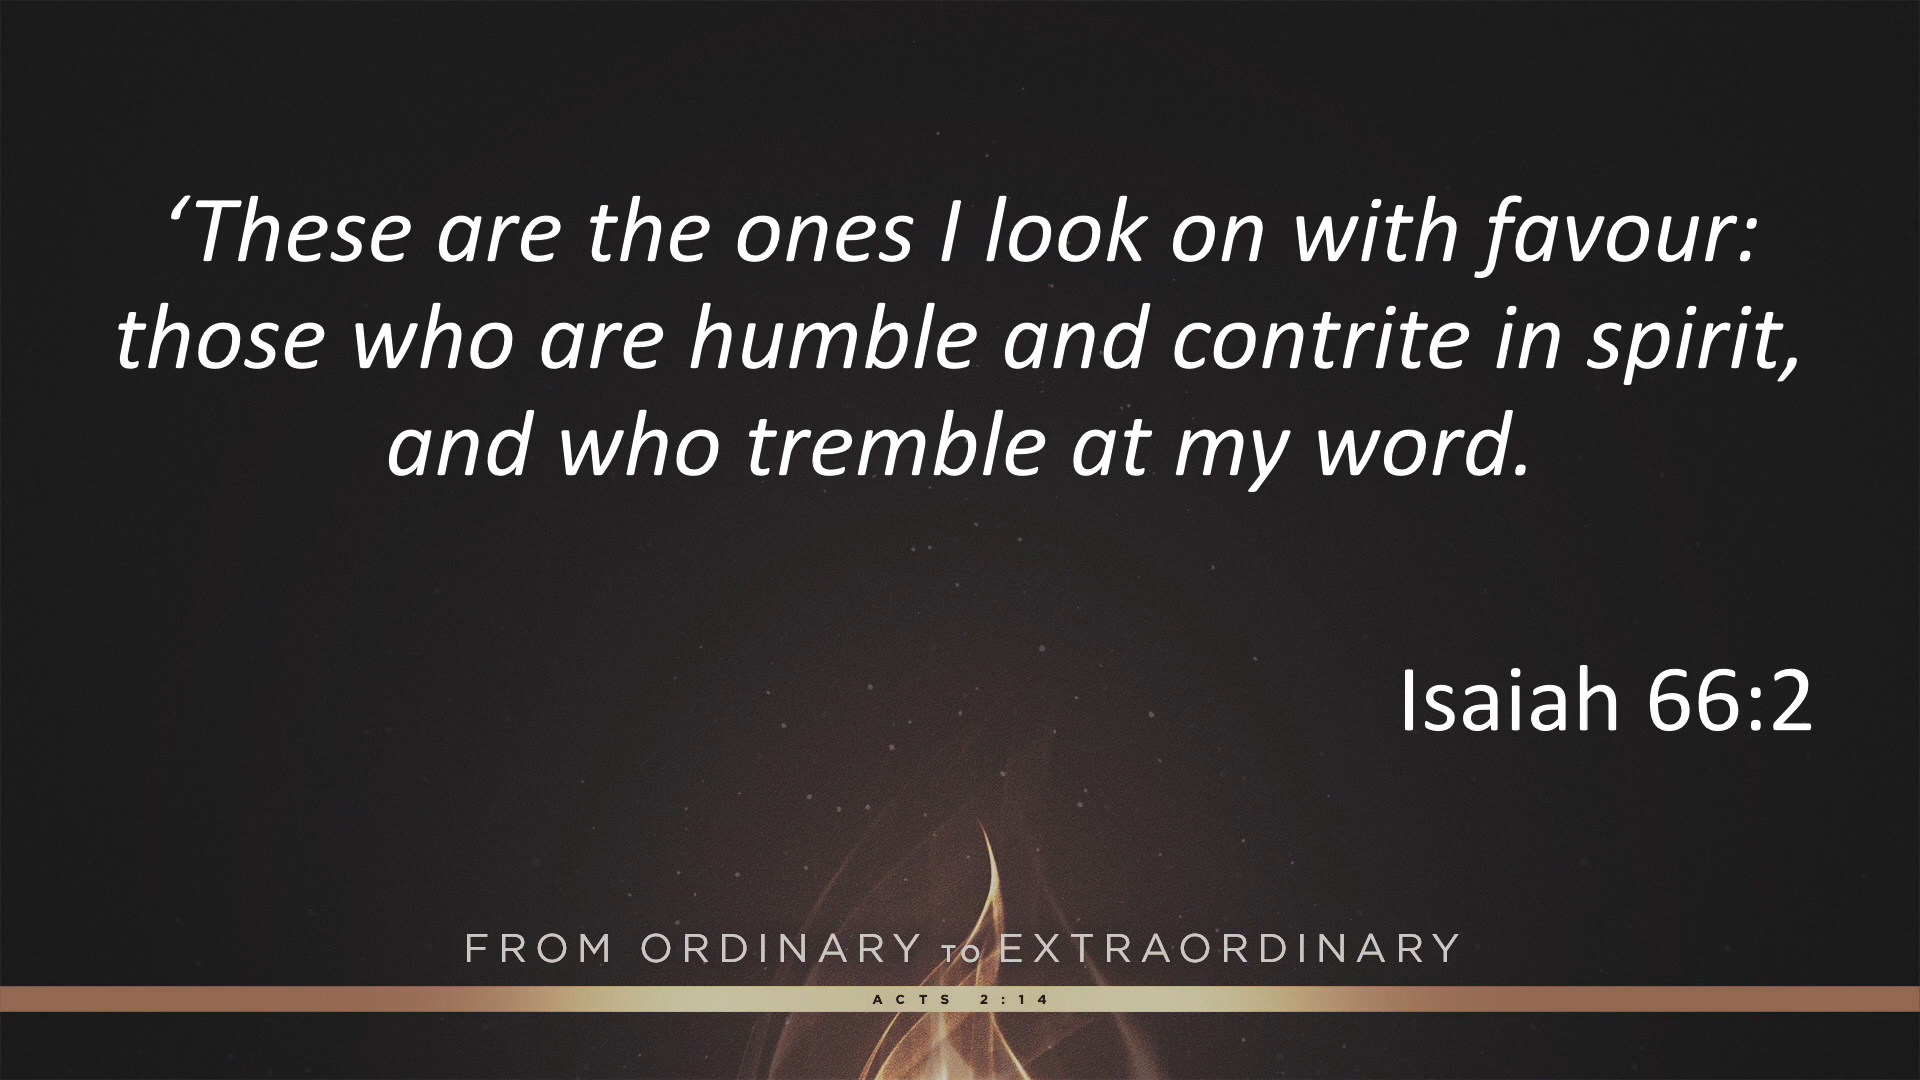 ‘These are the ones I look on with favour:
those who are humble and contrite in spirit,
and who tremble at my word.
Isaiah 66:2
FROM ORDINARY TO EXTRAORDINARY
ACTS 2:14